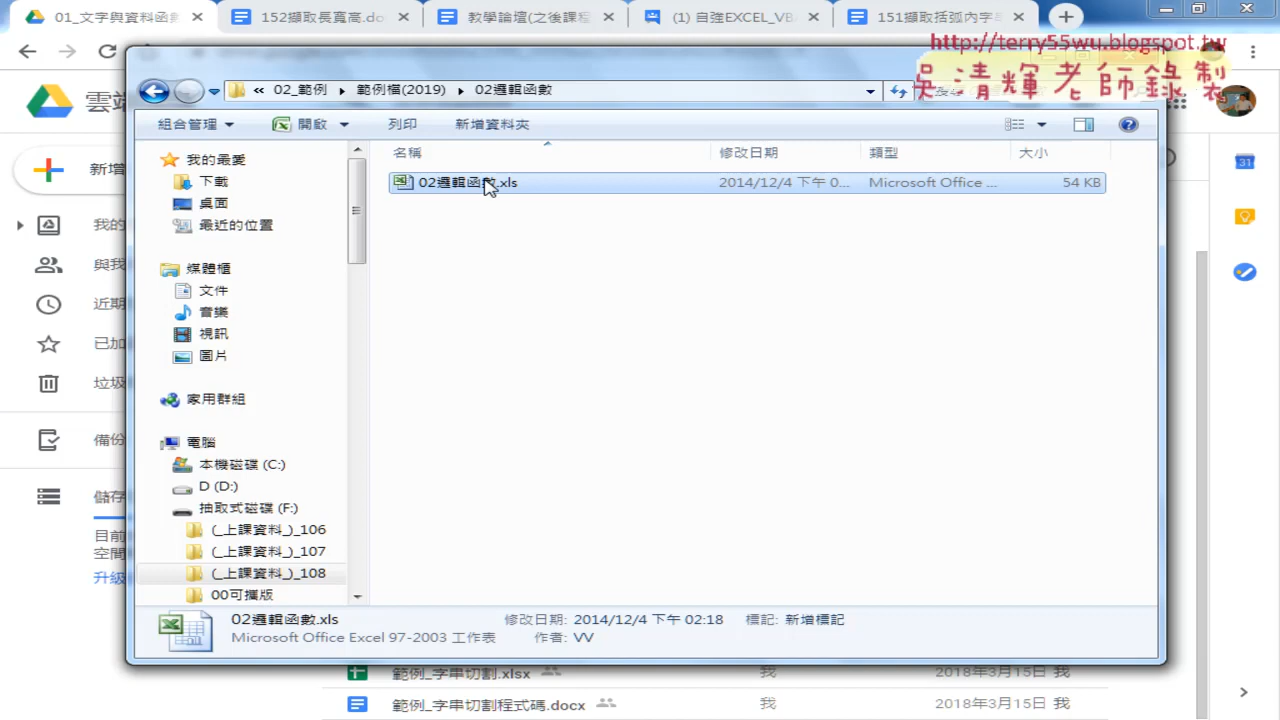 01_文字與資料函
152擷取長寬高.do
教學論壇(之後課程
(1) 自強EXCEL_VB
151擷取括弧內字
http://terry55wu.blogspot.tw
吳清輝老師錄製
雲端
« 02_範例 ▸ 範例檔(2019) ▸ 02邏輯函數
組合管理 開啟 列印 新增資料夾
新增
我的
與我
近期
已加
垃圾
備份
儲存
目前
空間
升級
我的最愛
下載
桌面
最近的位置
媒體櫃
文件
音樂
視訊
圖片
家用群組
電腦
本機磁碟 (C:)
D (D:)
抽取式磁碟 (F:)
(_上課資料_)_106
(_上課資料_)_107
(_上課資料_)_108
00可攜版
名稱 修改日期 類型 大小
02邏輯函數.xls 2014/12/4 下午 0... Microsoft Office ... 54 KB
31
02邏輯函數.xls 修改日期: 2014/12/4 下午 02:18 標記: 新增標記
Microsoft Office Excel 97-2003 工作表 作者: VV
範例_字串切割.xlsx 我 2018年3月15日 我
範例_字串切割程式碼.docx 我 2018年3月15日 我